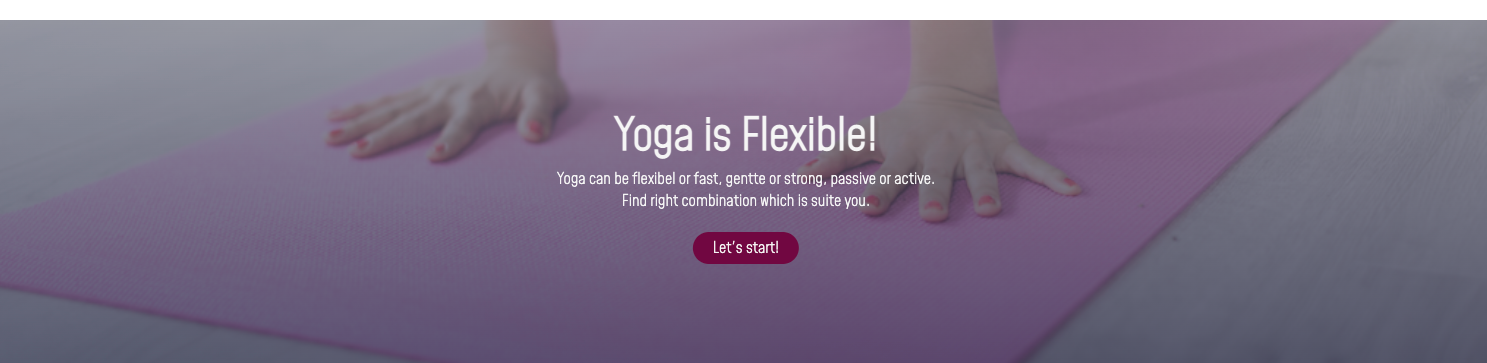 Yoga is Flexible!
Yoga can be flexibel or fast, gentte or strong, passive or active.
Find right combination which is suite you.
Let's start!